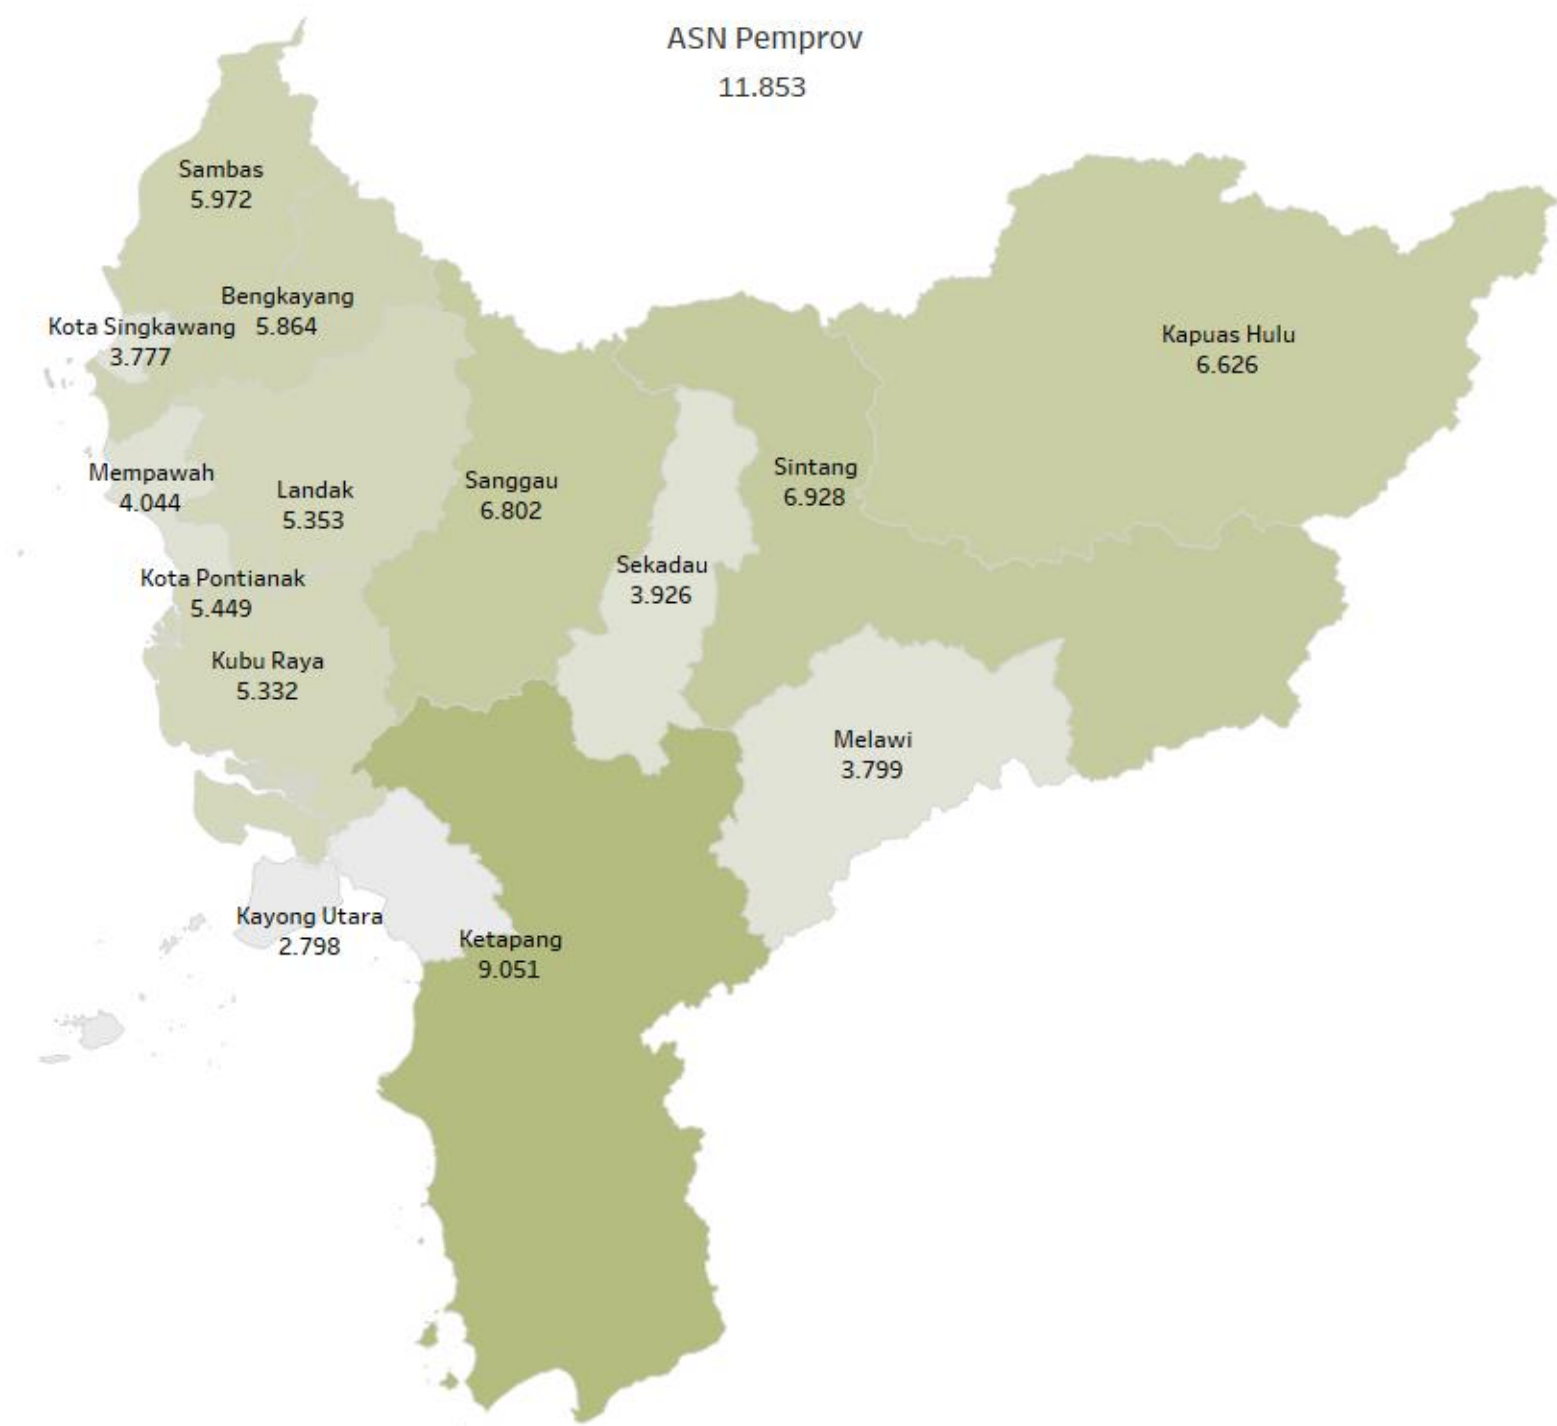 ASN Pemprov
11.853
Sambas
5.972
Bengkayang
5.864
Kota Singkawang
3.777
Kapuas Hulu
6.626
Mempawah
4.044
Landak
5.353
Sanggau
6.802
Sintang
6.928
Sekadau
3.926
Kota Pontianak
5.449
Kubu Raya
5.332
Melawi
3.799
Kayong Utara
2.798
Ketapang
9.051